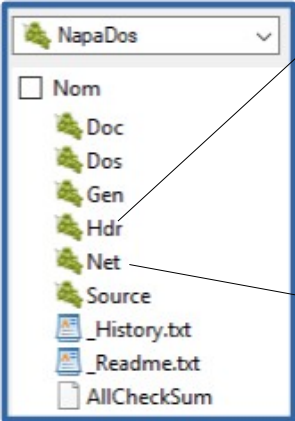 NapaDos
Nom
Doc
Dos
Gen
Hdr
Net
Source
_History.txt
_Readme.txt
AllCheckSum